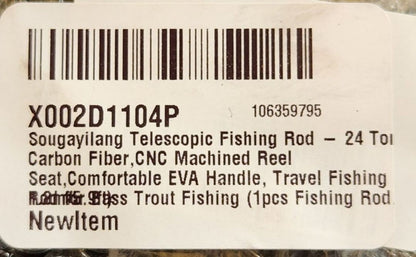 X002D1104P 106359795
Sougayilang Telescopic Fishing Rod – 24 Ton
Carbon Fiber,CNC Machined Reel
Seat,Comfortable EVA Handle, Travel Fishing
Bass Trout Fishing (1pcs Fishing Rod
NewItem